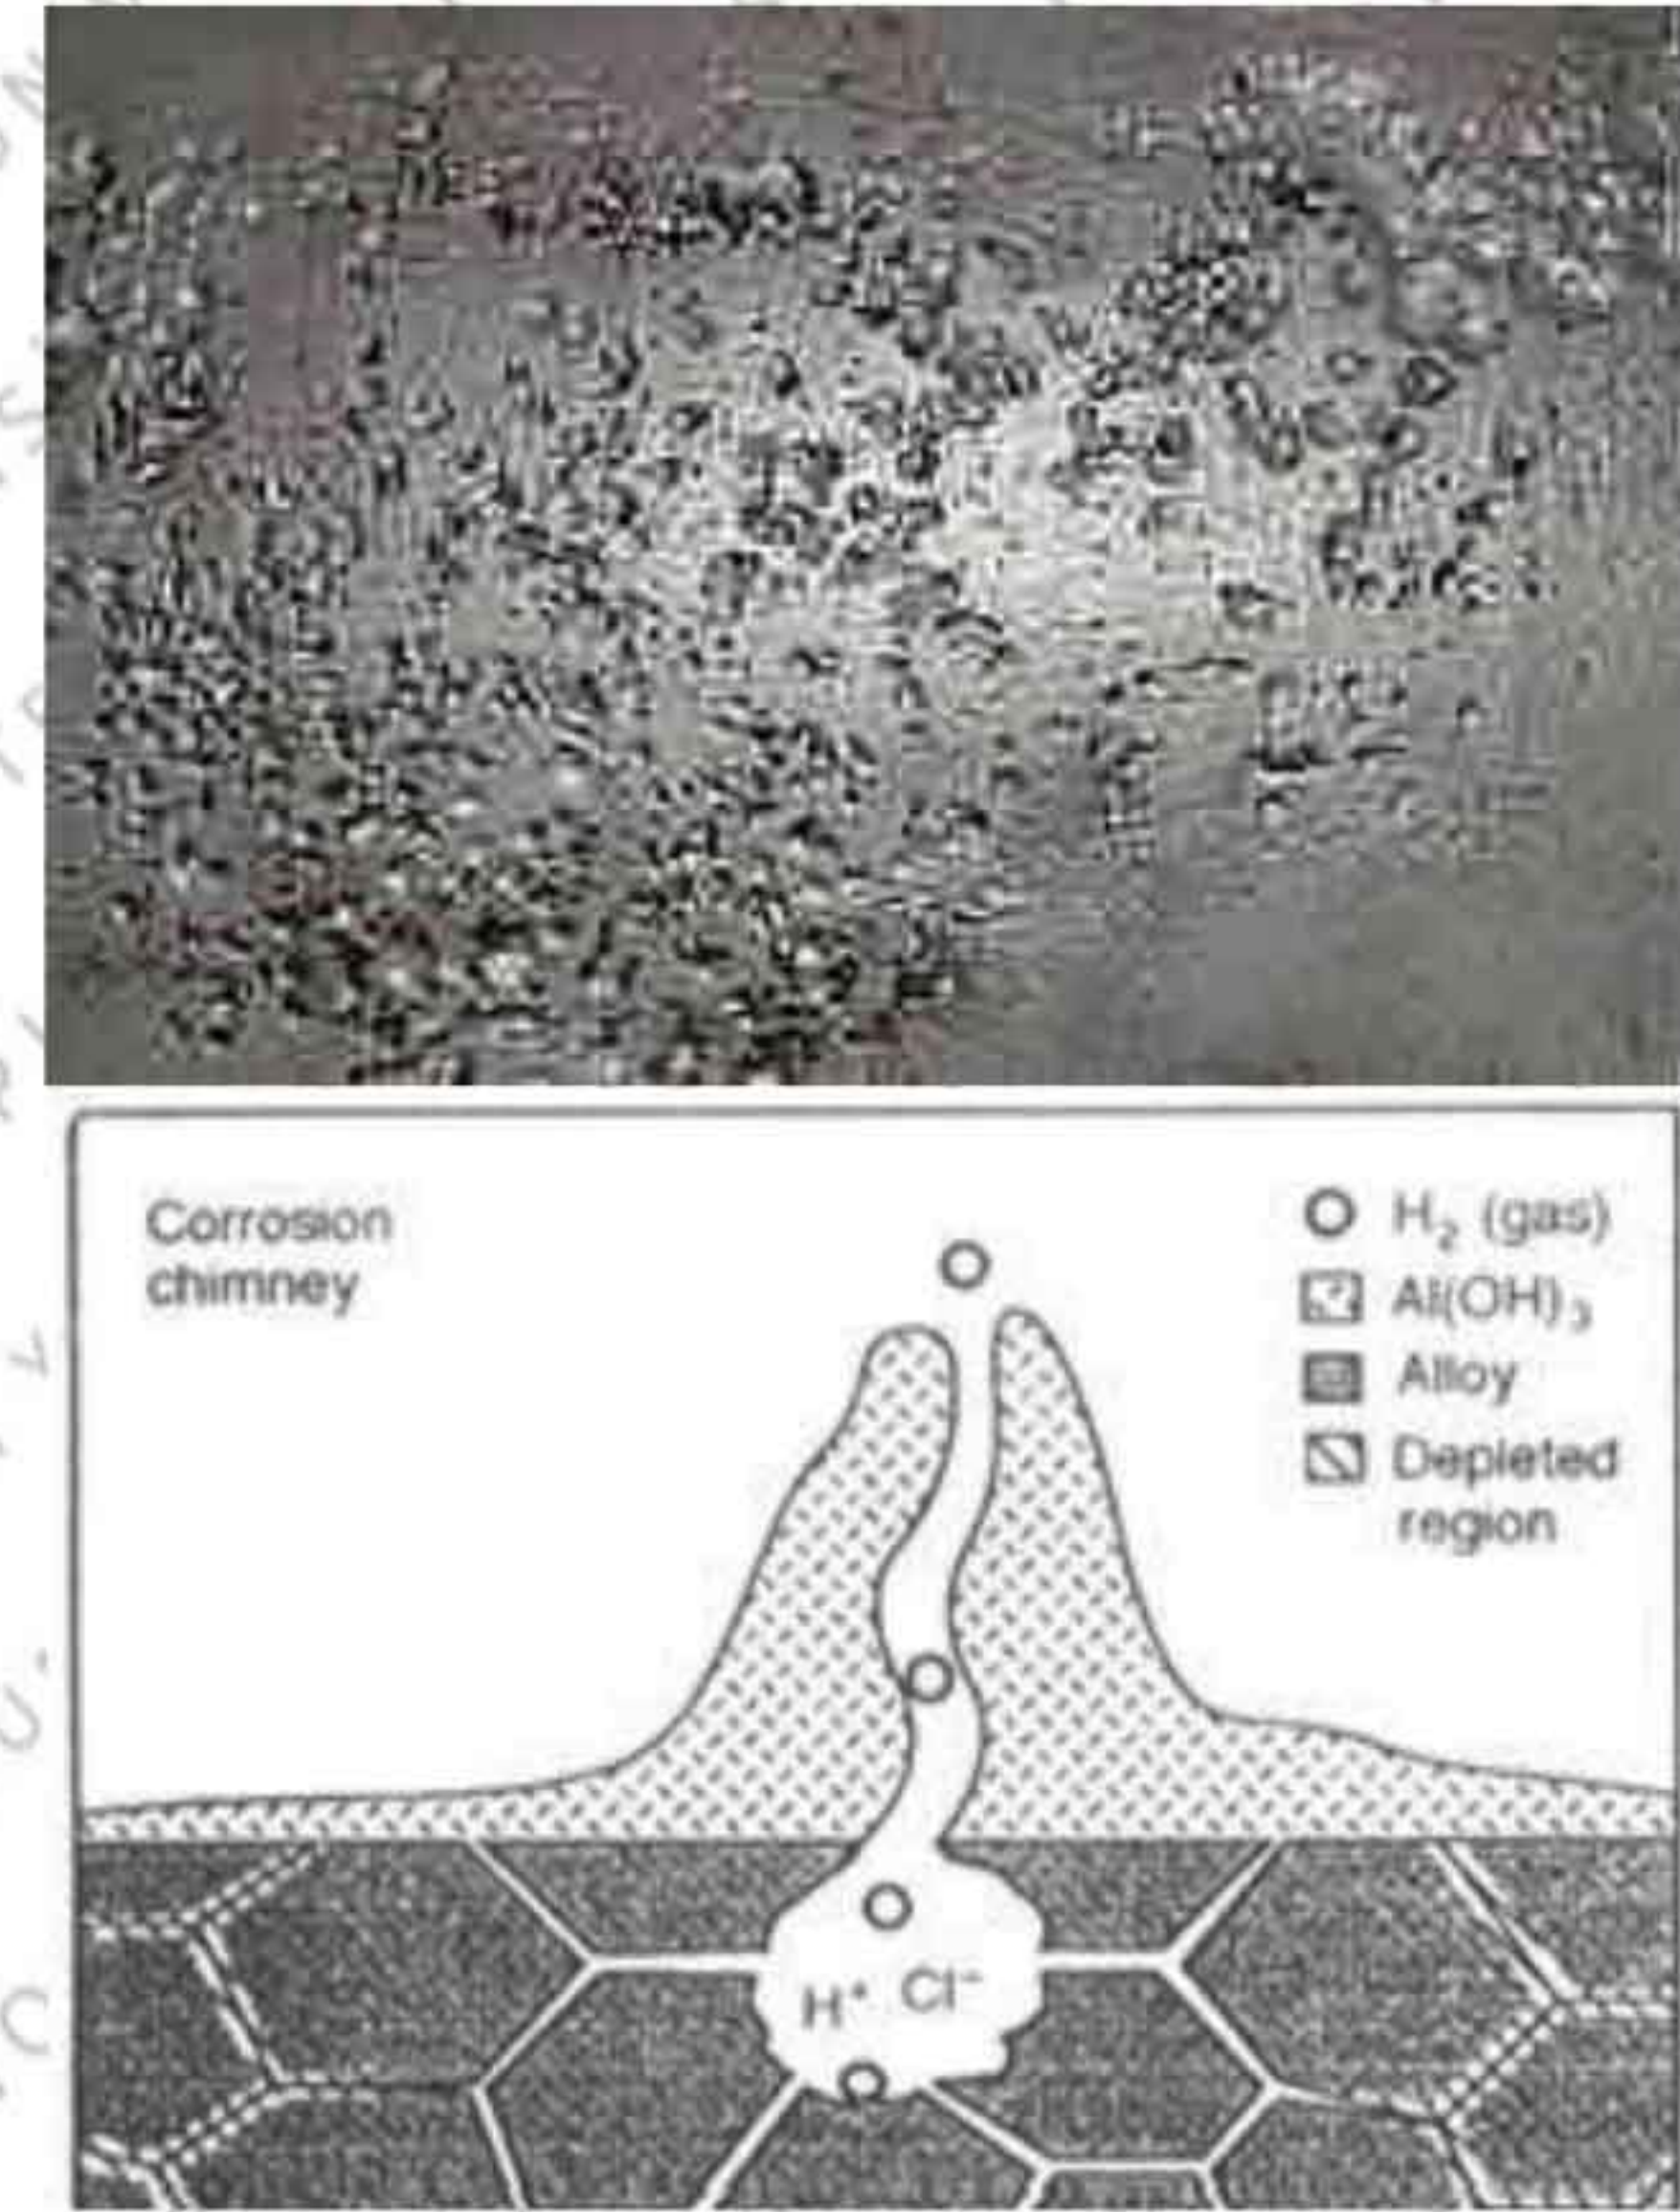 Corrosion
chimney
H₂ (gas)
Al(OH)₃
Alloy
Depleted
region
H⁺ Cl⁻